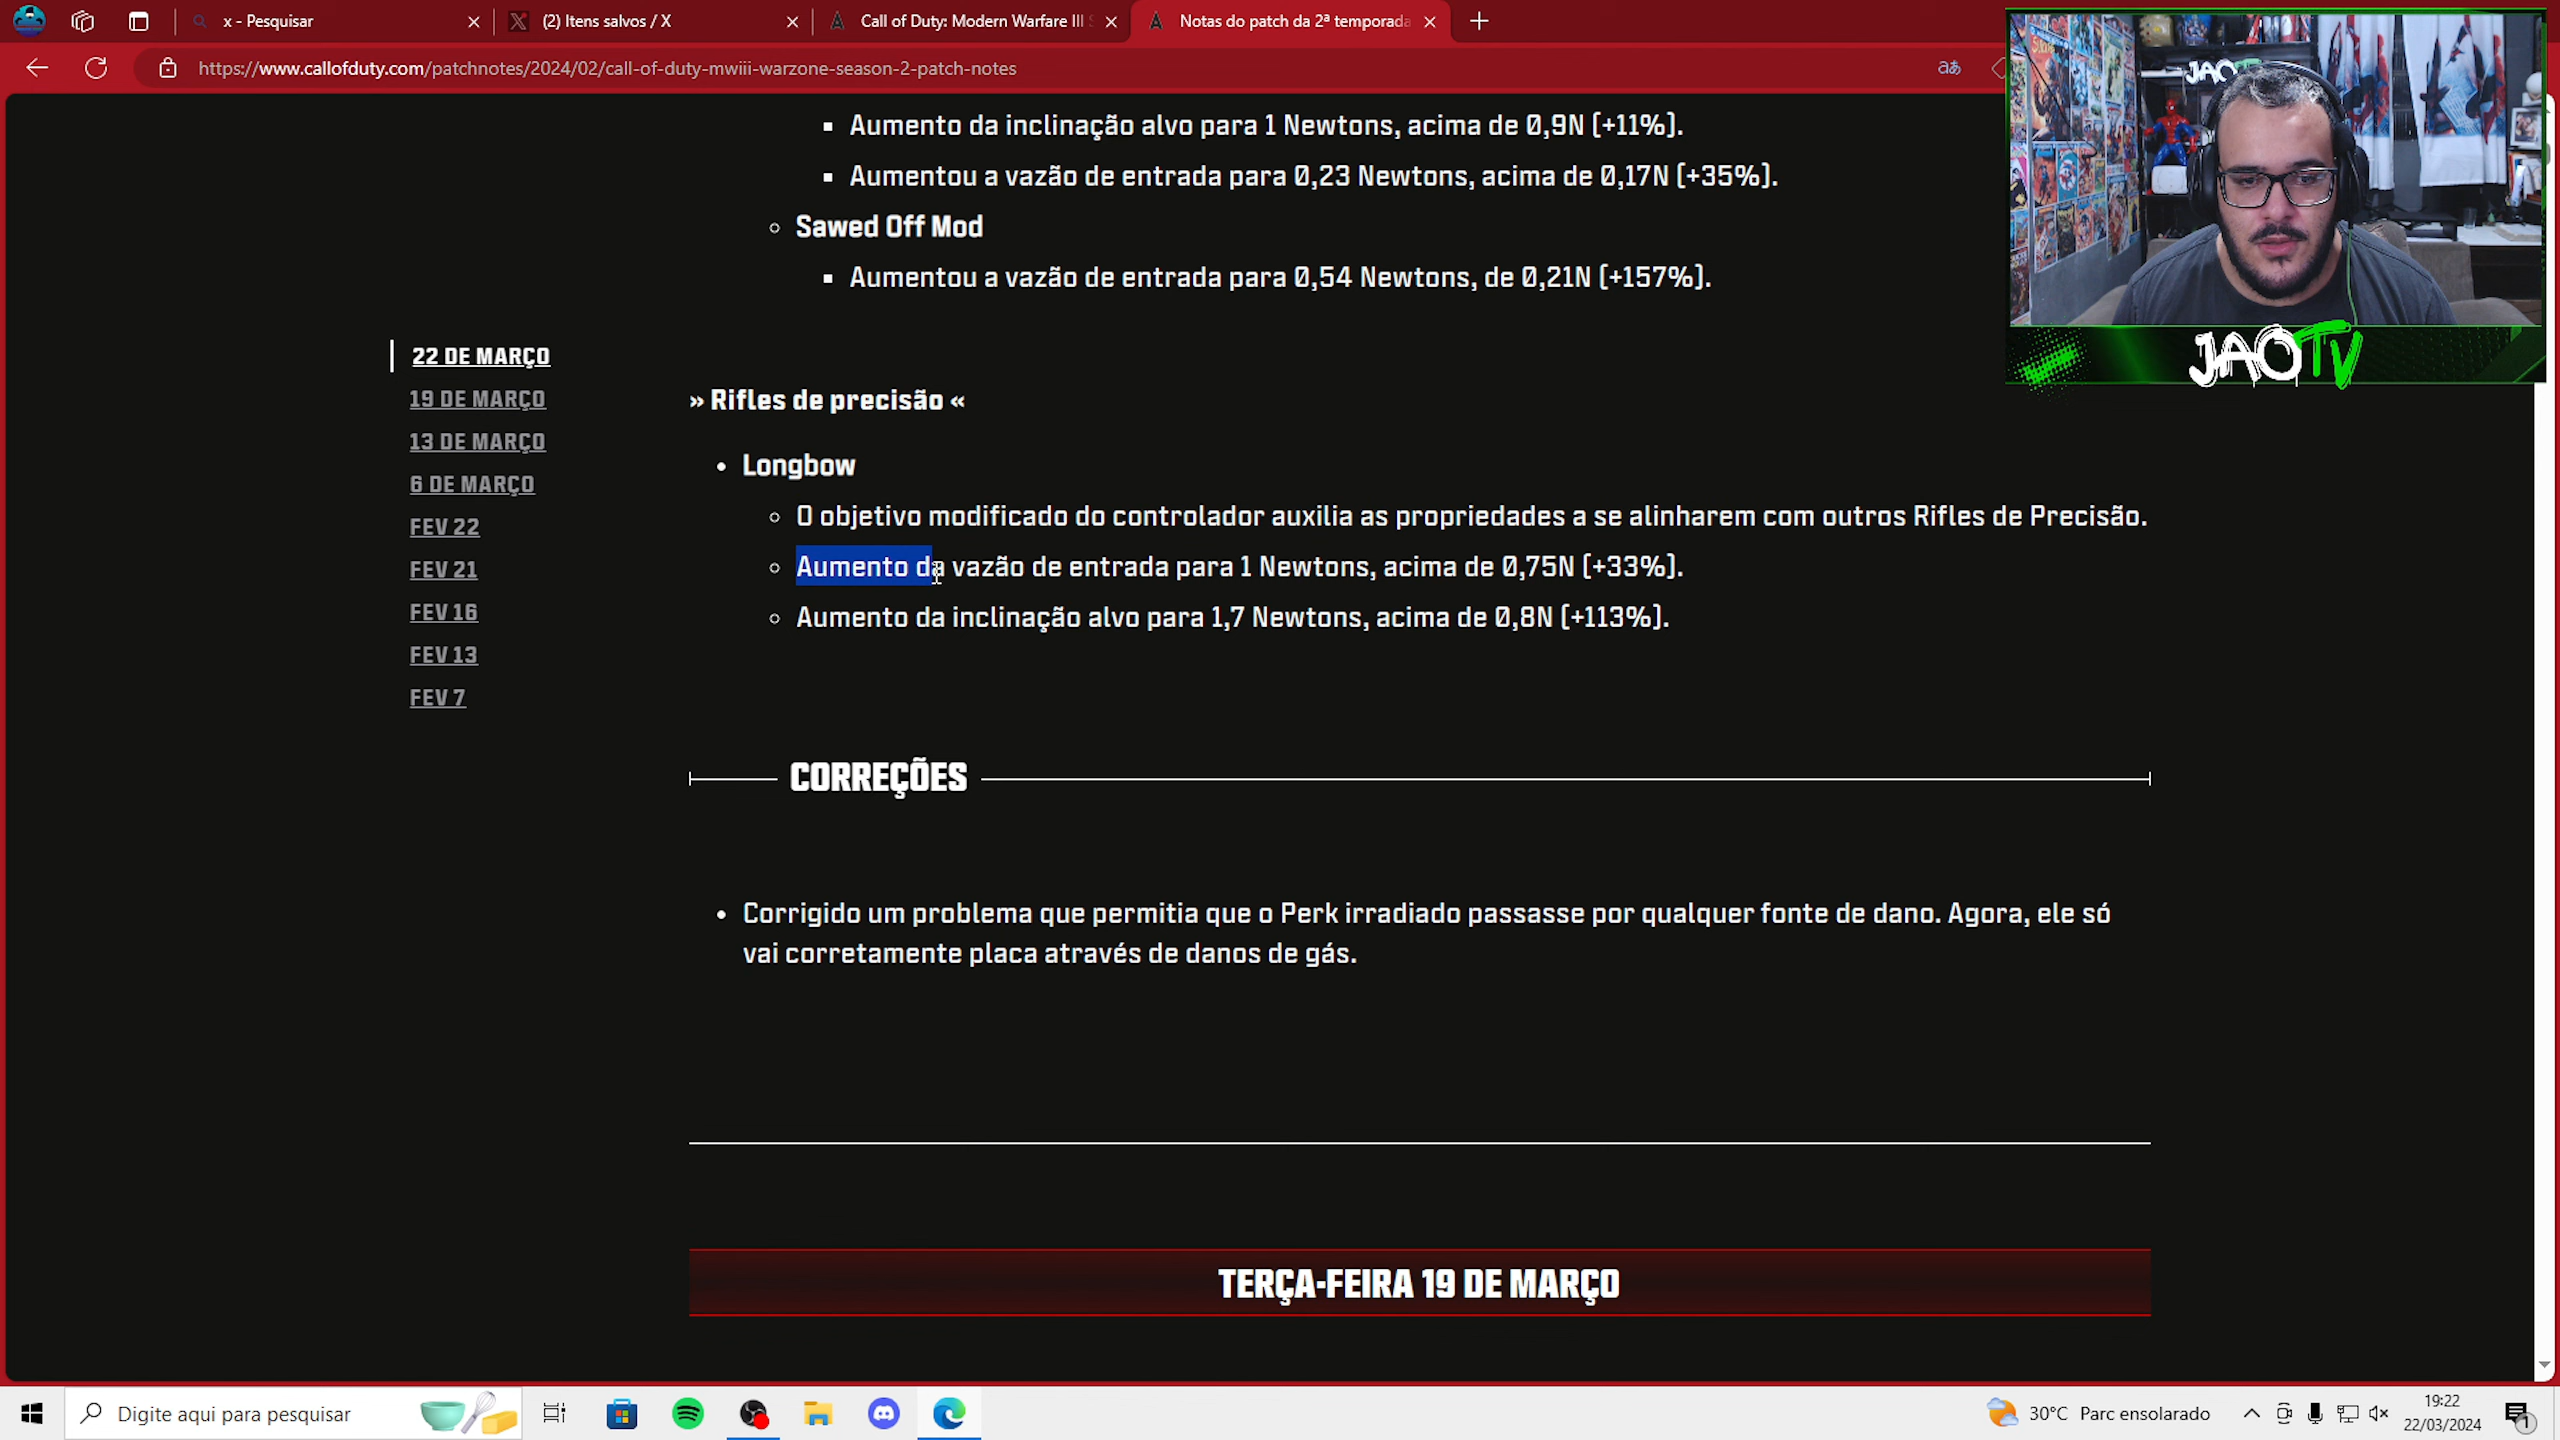 x - Pesquisar
(2) Itens salvos / X
Call of Duty: Modern Warfare III S
Notas do patch da 2ª temporada
https://www.callofduty.com/patchnotes/2024/02/call-of-duty-mwiii-warzone-season-2-patch-notes
aあ
Aumento da inclinação alvo para 1 Newtons, acima de 0,9N (+11%).
Aumentou a vazão de entrada para 0,23 Newtons, acima de 0,17N (+35%).
Sawed Off Mod
Aumentou a vazão de entrada para 0,54 Newtons, de 0,21N (+157%).
JAOTV
22 DE MARÇO
19 DE MARÇO
13 DE MARÇO
6 DE MARÇO
FEV 22
FEV 21
FEV 16
FEV 13
FEV 7
» Rifles de precisão «
Longbow
O objetivo modificado do controlador auxilia as propriedades a se alinharem com outros Rifles de Precisão.
Aumento da vazão de entrada para 1 Newtons, acima de 0,75N (+33%).
Aumento da inclinação alvo para 1,7 Newtons, acima de 0,8N (+113%).
CORREÇÕES
Corrigido um problema que permitia que o Perk irradiado passasse por qualquer fonte de dano. Agora, ele só
vai corretamente placa através de danos de gás.
TERÇA-FEIRA 19 DE MARÇO
Digite aqui para pesquisar
30°C Parc ensolarado
19:22
22/03/2024
1